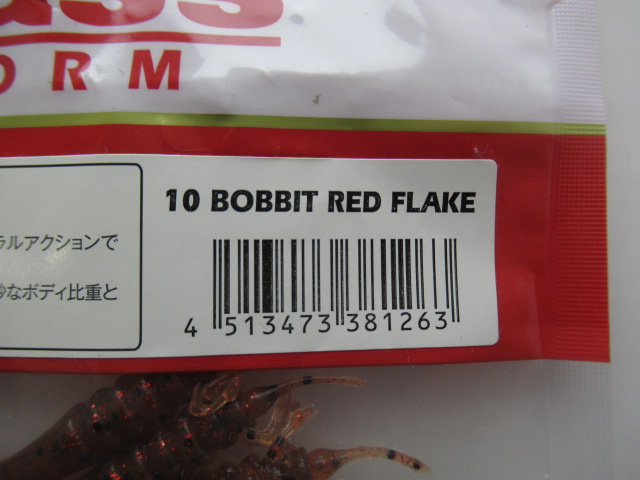 ORM
10 BOBBIT RED FLAKE
ラルアクションで
妙なボディ比重と
4 513473 381263